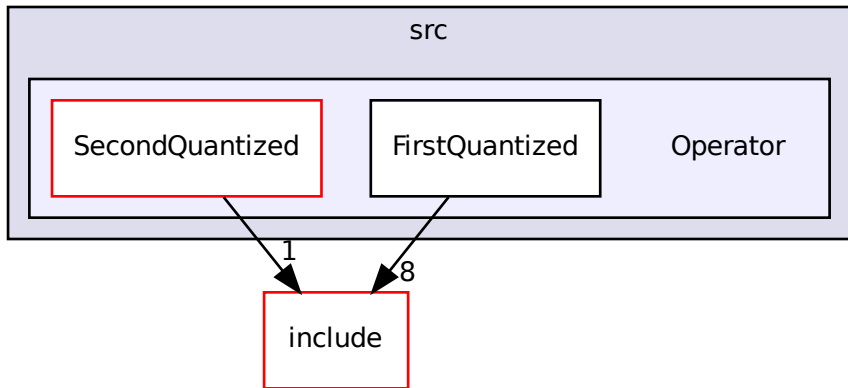 src
SecondQuantized
FirstQuantized
Operator
1
8
include